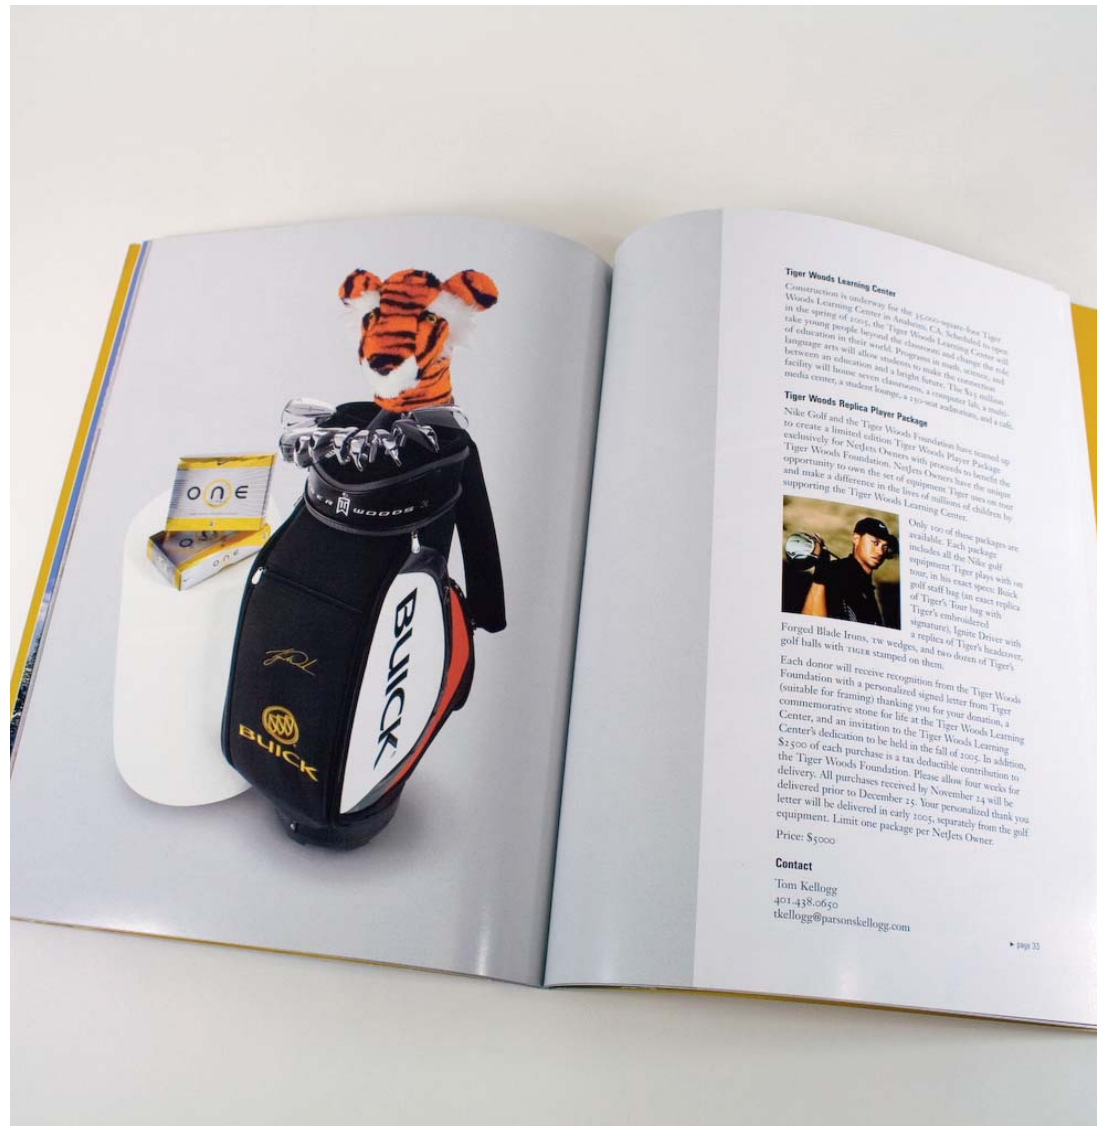 one
one
ER WOODS
BUICK
BUICK
Tiger Woods Learning Center
Construction is underway for the 35,000-square-foot Tiger
Woods Learning Center in Anaheim, CA. Scheduled to open
in the spring of 2005, the Tiger Woods Learning Center will
take young people beyond the classroom and change the role
of education in their world. Programs in math, science, and
language arts will allow students to make the connection
between an education and a bright future. The $25 million
facility will house seven classrooms, a computer lab, a multi-
media center, a student lounge, a 250-seat auditorium, and a café.
Tiger Woods Replica Player Package
Nike Golf and the Tiger Woods Foundation have teamed up
to create a limited edition Tiger Woods Player Package
exclusively for NetJets Owners with proceeds to benefit the
Tiger Woods Foundation. NetJets Owners have the unique
opportunity to own the set of equipment Tiger uses on tour
and make a difference in the lives of millions of children by
supporting the Tiger Woods Learning Center.
Only 100 of these packages are
available. Each package
includes all the Nike golf
equipment Tiger plays with on
tour, in his exact specs: Buick
golf staff bag (an exact replica
of Tiger's Tour bag with
Tiger's embroidered
signature), Ignite Driver with
a replica of Tiger's headcover,
Forged Blade Irons, TW wedges, and two dozen of Tiger's
golf balls with TIGER stamped on them.
Each donor will receive recognition from the Tiger Woods
Foundation with a personalized signed letter from Tiger
(suitable for framing) thanking you for your donation, a
commemorative stone for life at the Tiger Woods Learning
Center, and an invitation to the Tiger Woods Learning
Center's dedication to be held in the fall of 2005. In addition,
$2500 of each purchase is a tax deductible contribution to
the Tiger Woods Foundation. Please allow four weeks for
delivery. All purchases received by November 24 will be
delivered prior to December 25. Your personalized thank you
letter will be delivered in early 2005, separately from the golf
equipment. Limit one package per NetJets Owner.
Price: $5000
Contact
Tom Kellogg
401.438.0650
tkellogg@parsonskellogg.com
▸ page 33